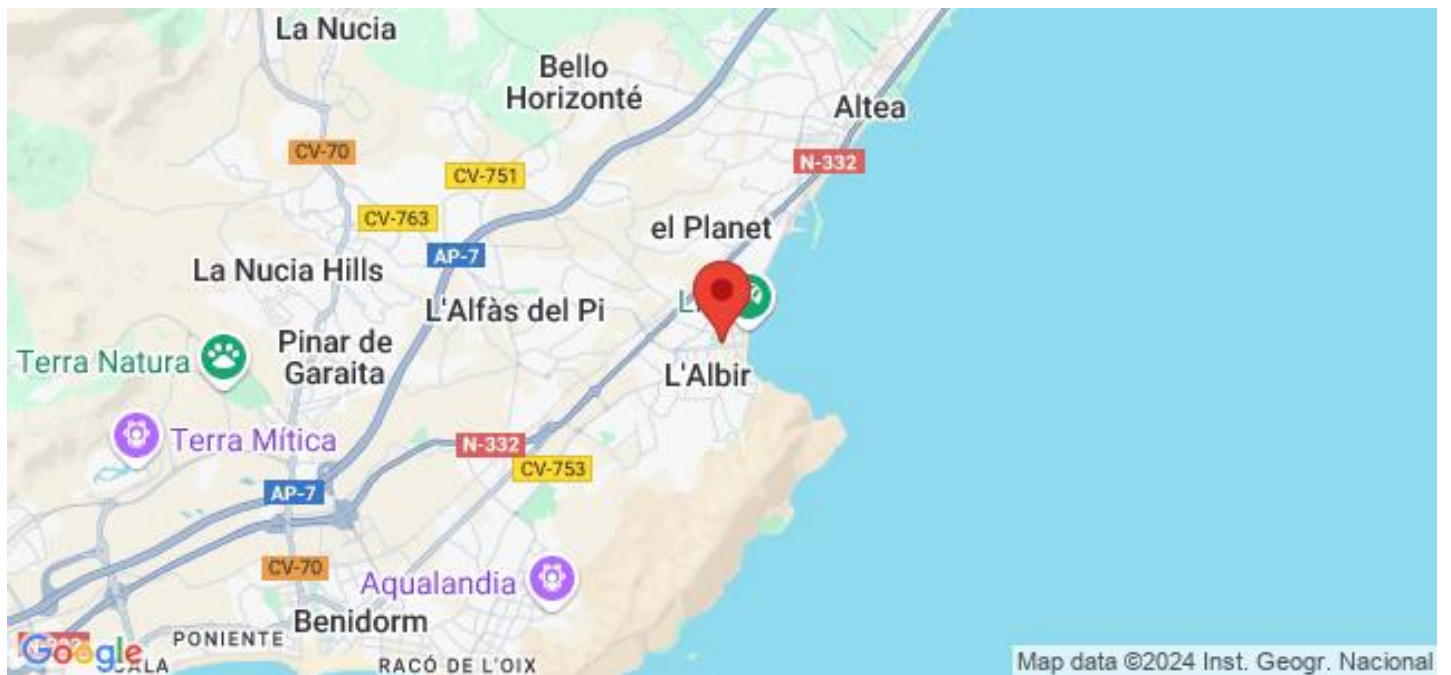 La Nucia
Bello
Horizonté
Altea
CV-70
N-332
CV-751
CV-763
el Planet
AP-7
La Nucia Hills
L'Alfàs del Pi
Terra Natura
Pinar de
Garaita
L'Albir
Terra Mítica
N-332
CV-753
AP-7
CV-70
Aqualandia
Benidorm
PONIENTE
Google
RACÓ DE L'OIX
Map data ©2024 Inst. Geogr. Nacional